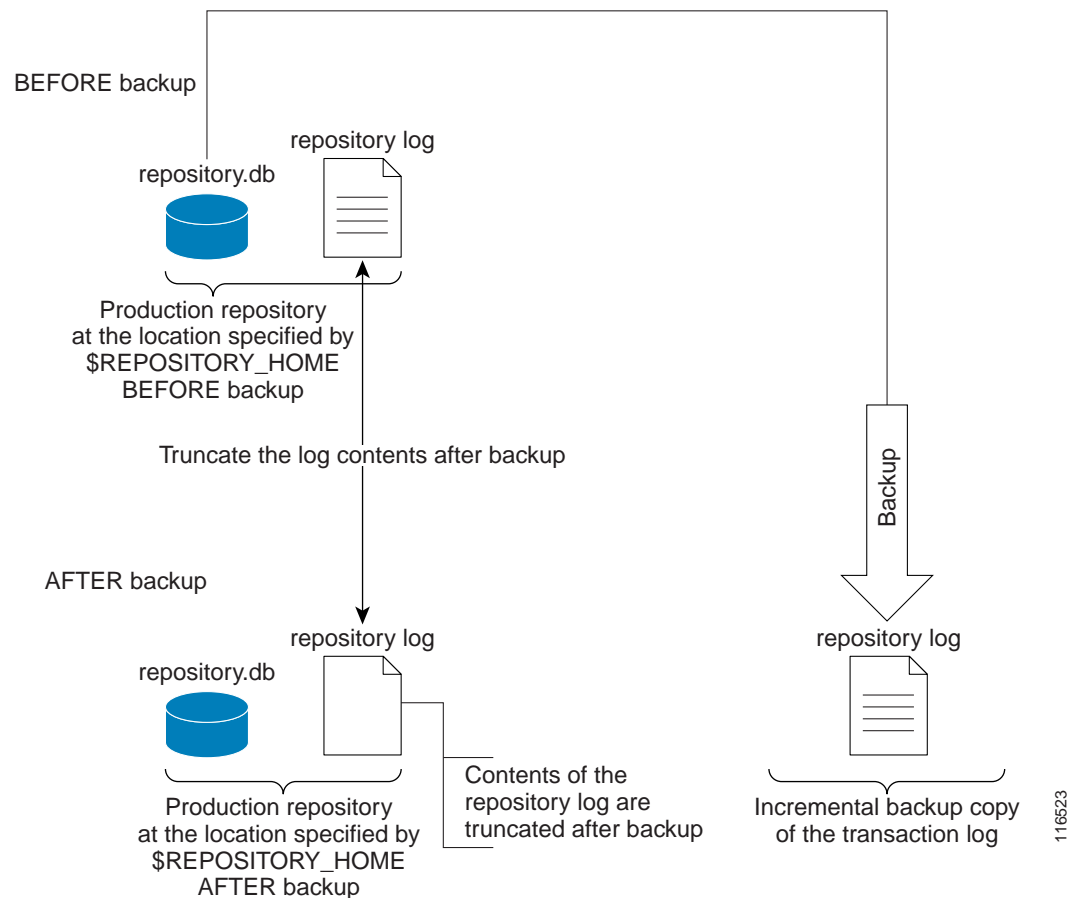 BEFORE backup
repository log
repository.db
Production repository
at the location specified by
$REPOSITORY_HOME
BEFORE backup
Truncate the log contents after backup
Backup
AFTER backup
repository log
repository.db
repository log
Contents of the
repository log are
truncated after backup
Production repository
at the location specified by
$REPOSITORY_HOME
AFTER backup
Incremental backup copy
of the transaction log
116523